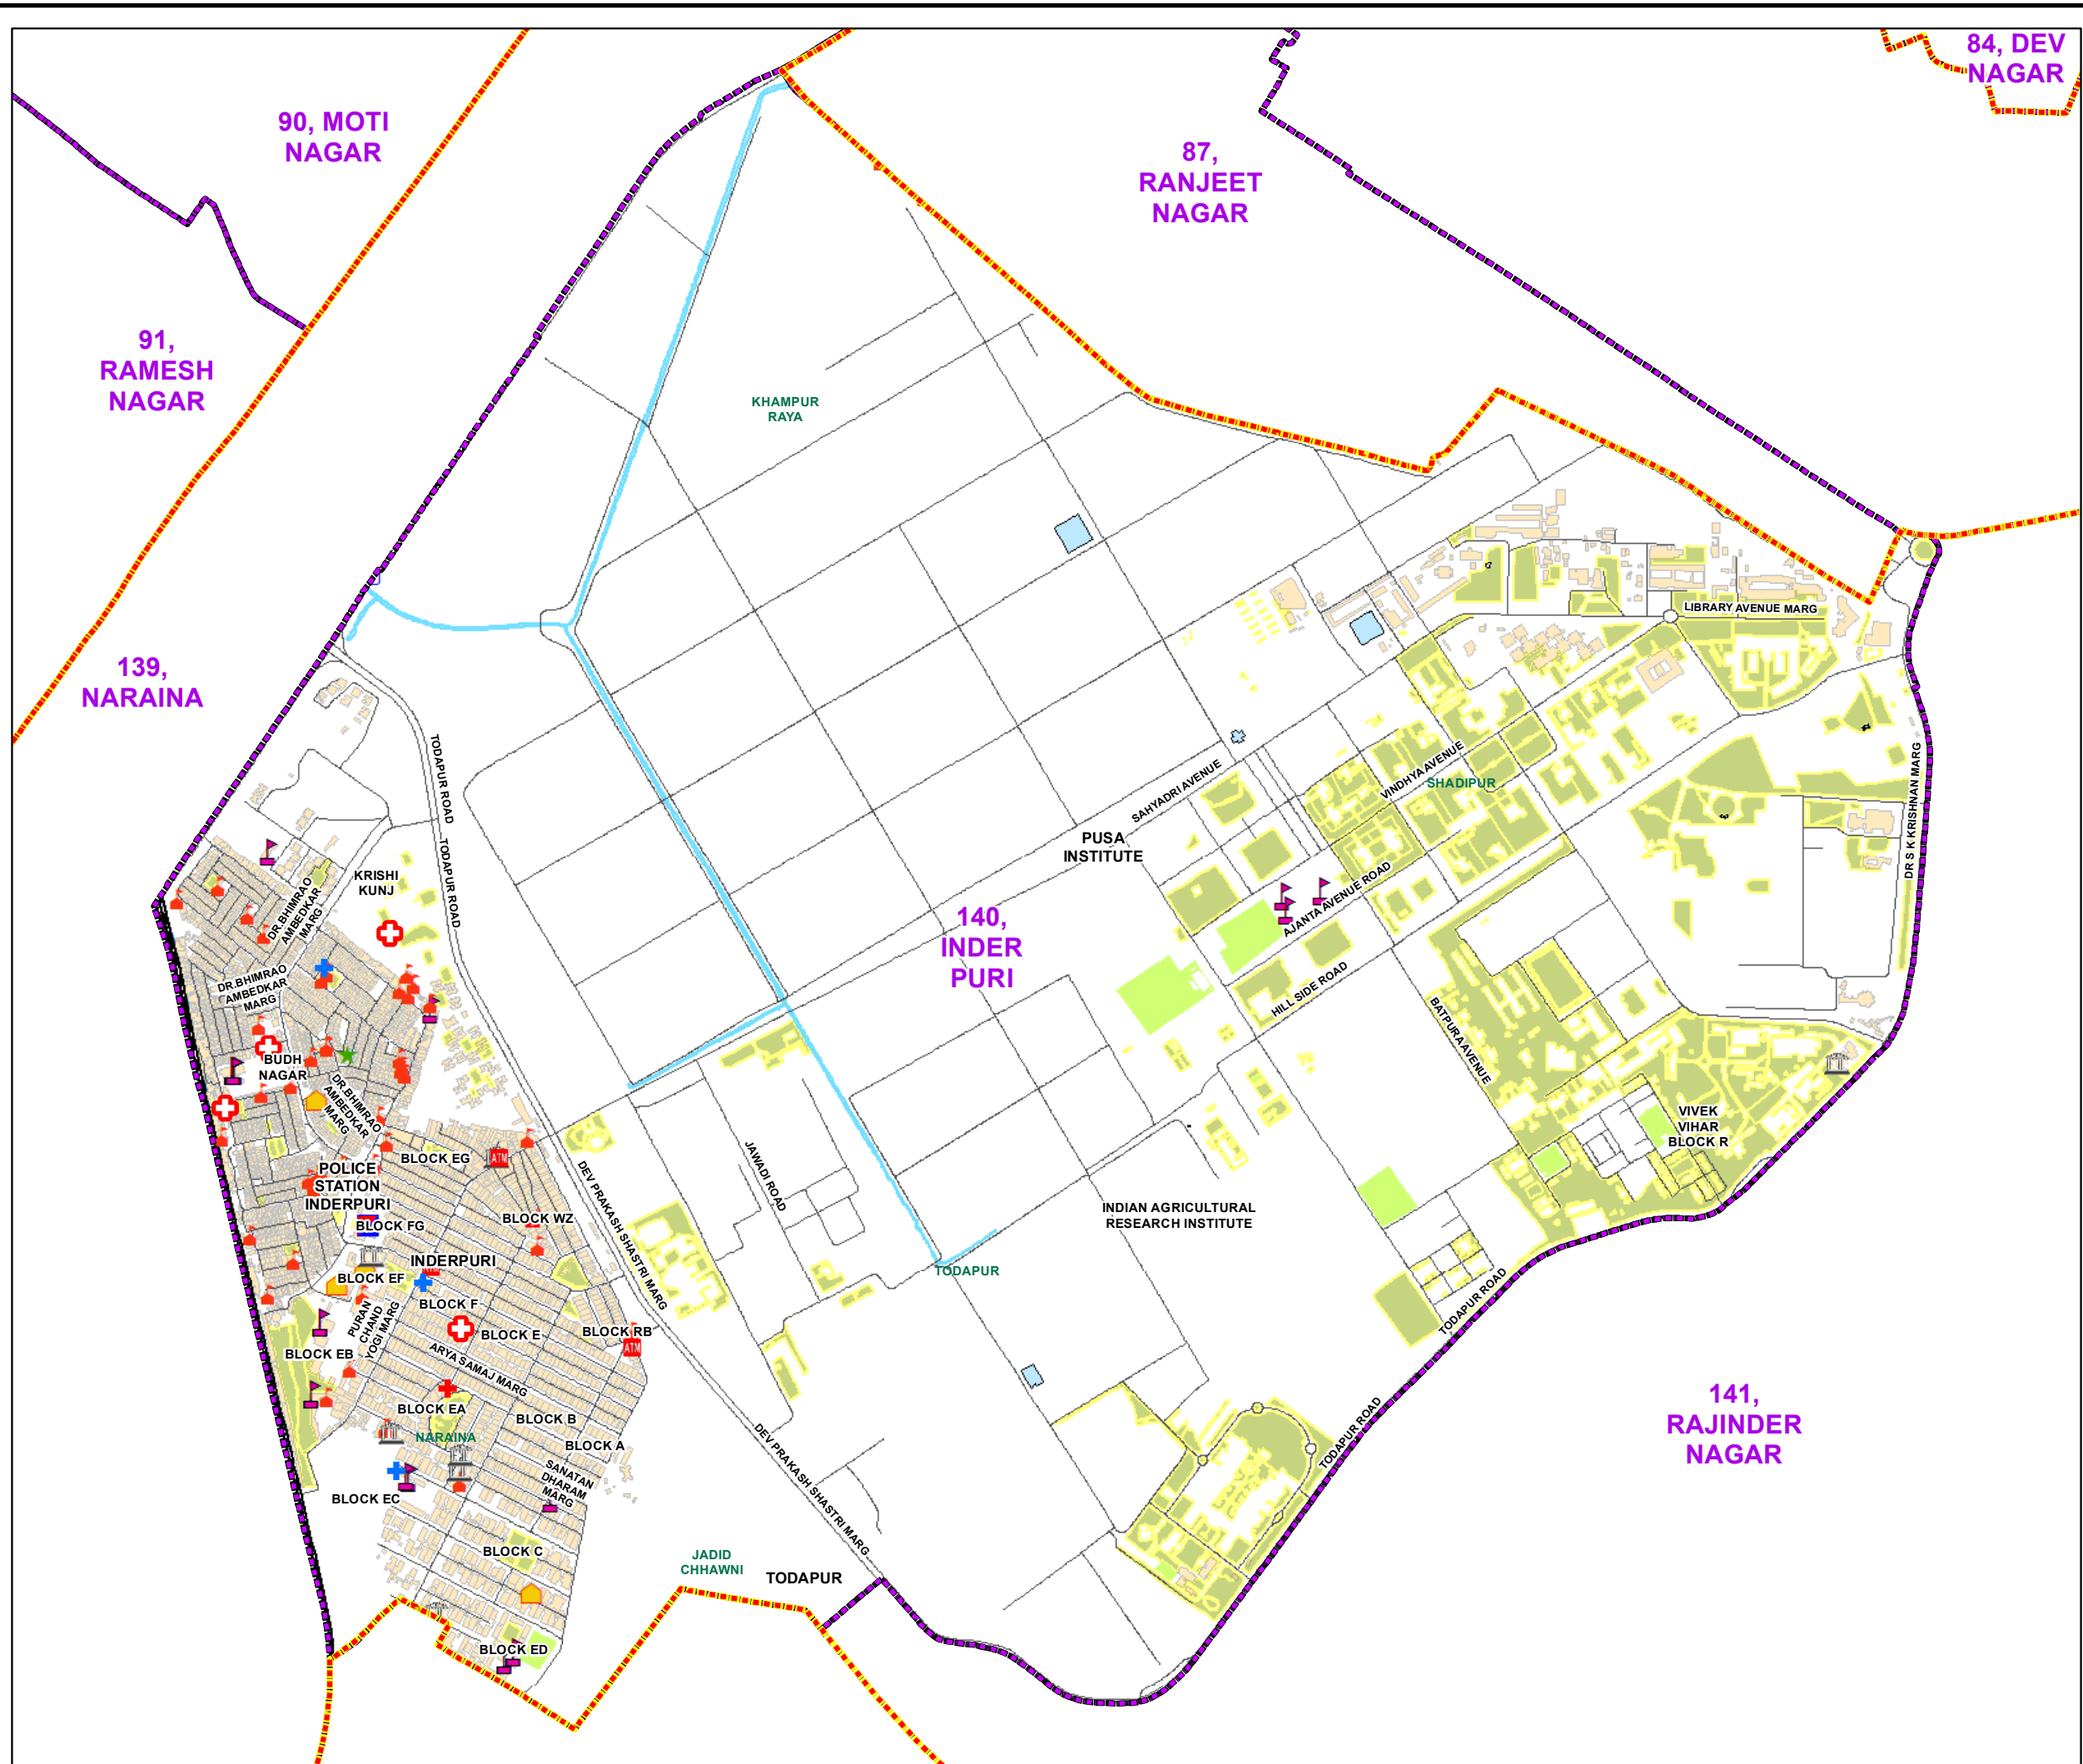 84, DEV
NAGAR
90, MOTI
NAGAR
87,
RANJEET
NAGAR
91,
RAMESH
NAGAR
KHAMPUR
RAYA
LIBRARY AVENUE MARG
139,
NARAINA
TODAPUR ROAD
VINDHYA AVENUE
SHADIPUR
DR S K KRISHNAN MARG
SAHYADRI AVENUE
PUSA
INSTITUTE
TODAPUR ROAD
KRISHI
KUNJ
DR.BHIMRAO
AMBEDKAR
MARG
AJANTA AVENUE ROAD
140,
INDER
PURI
DR.BHIMRAO
AMBEDKAR
MARG
HILL SIDE ROAD
BATPURA AVENUE
BUDH
NAGAR
DR.BHIMRAO
AMBEDKAR
MARG
VIVEK
VIHAR
BLOCK R
BLOCK EG
ATM
JAWADI ROAD
POLICE
STATION
INDERPURI
BLOCK FG
BLOCK WZ
DEV PRAKASH SHASTRI MARG
INDIAN AGRICULTURAL
RESEARCH INSTITUTE
INDERPURI
TODAPUR
BLOCK EF
BLOCK F
PURAN
CHAND
YOGI MARG
BLOCK E
BLOCK RB
ATM
TODAPUR ROAD
BLOCK EB
ARYA SAMAJ MARG
141,
RAJINDER
NAGAR
BLOCK EA
BLOCK B
NARAINA
BLOCK A
TODAPUR ROAD
DEV PRAKASH SHASTRI MARG
SANATAN
DHARAM
MARG
BLOCK EC
BLOCK C
JADID
CHHAWNI
TODAPUR
BLOCK ED